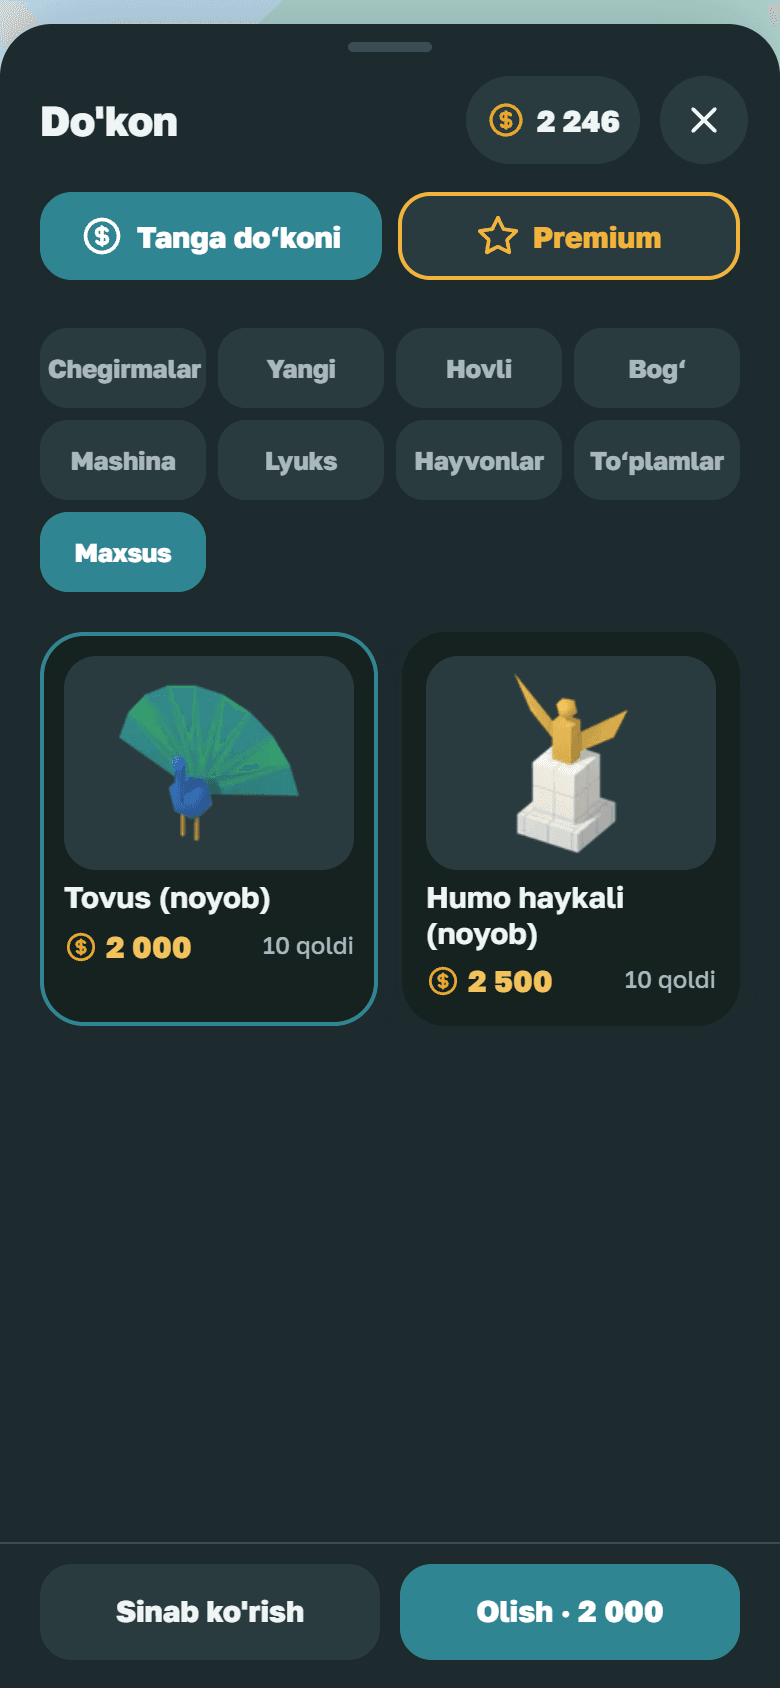 Do'kon
2 246
Tanga do‘koni
Premium
Chegirmalar
Yangi
Hovli
Bog‘
Mashina
Lyuks
Hayvonlar
To‘plamlar
Maxsus
Tovus (noyob)
2 000
10 qoldi
Humo haykali
(noyob)
2 500
10 qoldi
Sinab ko'rish
Olish · 2 000